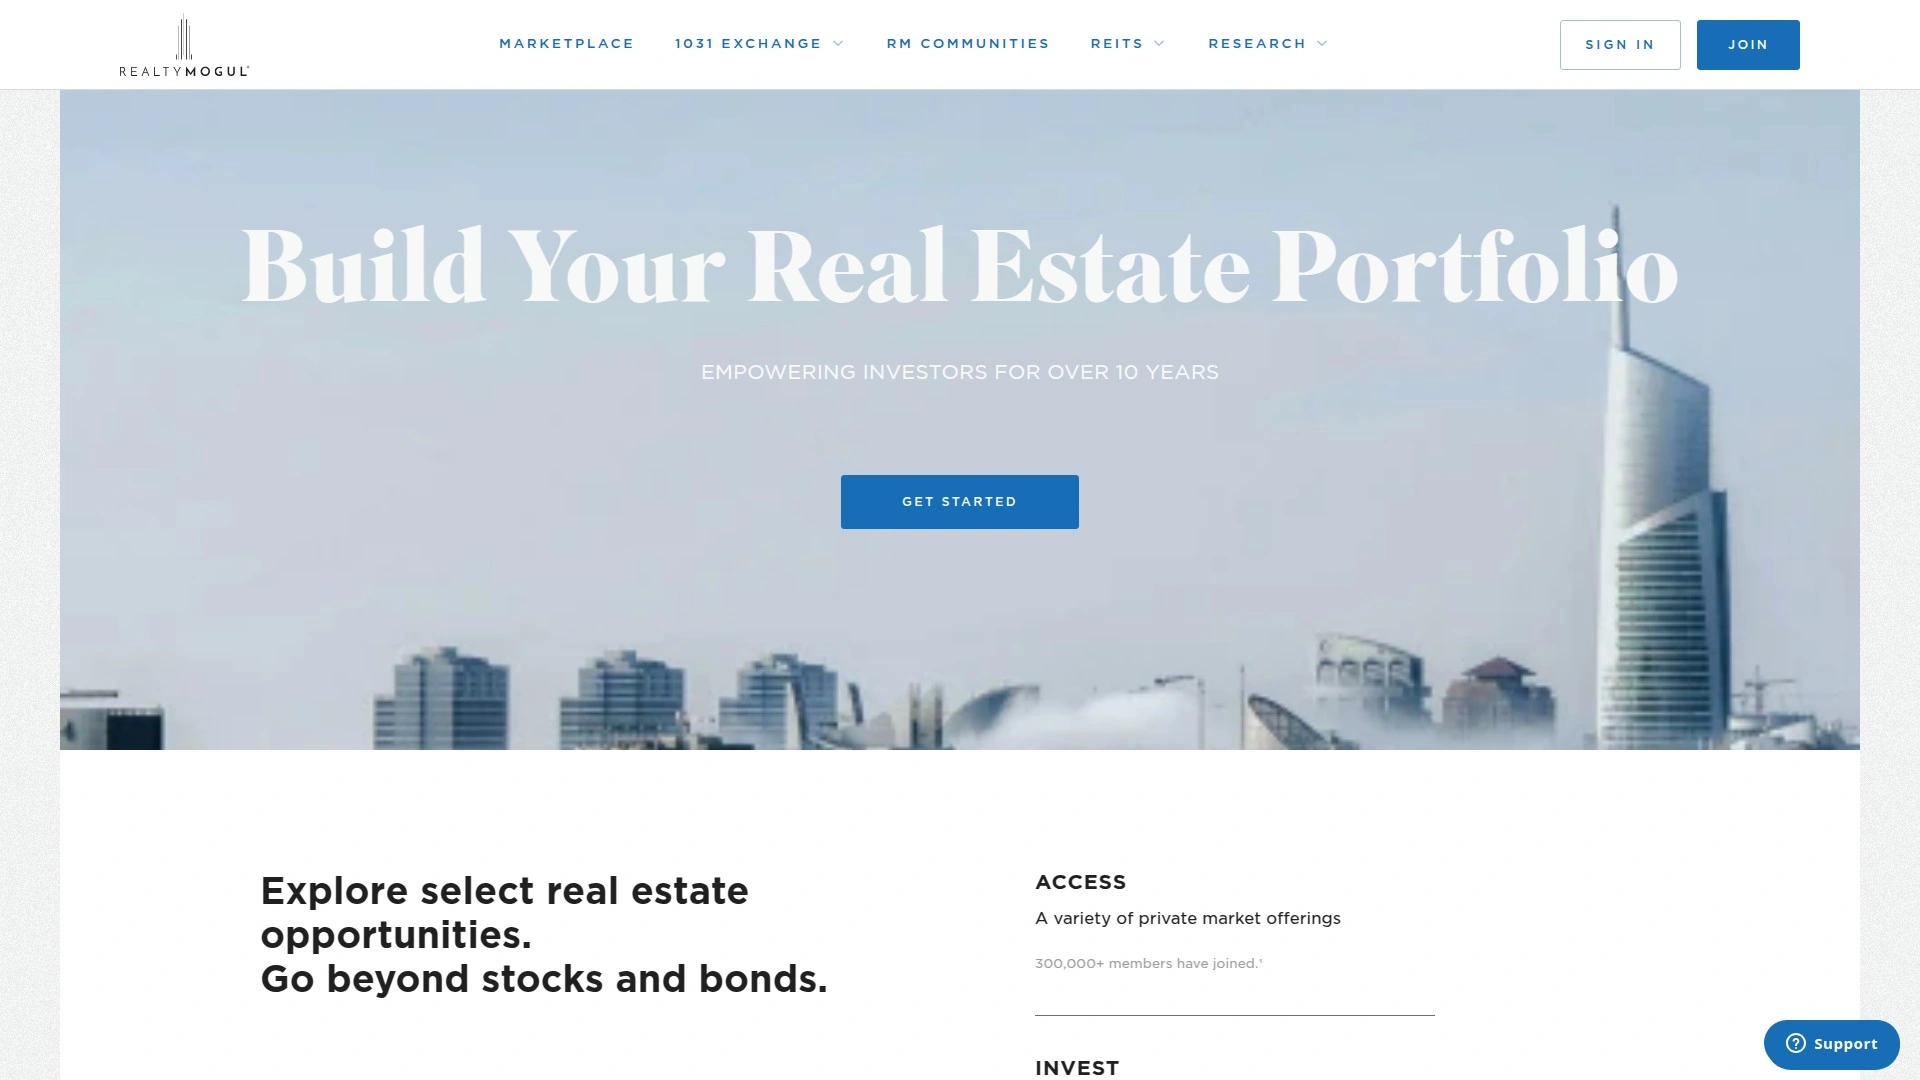 REALTYMOGUL®
MARKETPLACE
1031 EXCHANGE
RM COMMUNITIES
REITS
RESEARCH
SIGN IN
JOIN
Build Your Real Estate Portfolio
EMPOWERING INVESTORS FOR OVER 10 YEARS
GET STARTED
Explore select real estate
opportunities.
Go beyond stocks and bonds.
ACCESS
A variety of private market offerings
300,000+ members have joined.¹
INVEST
Support